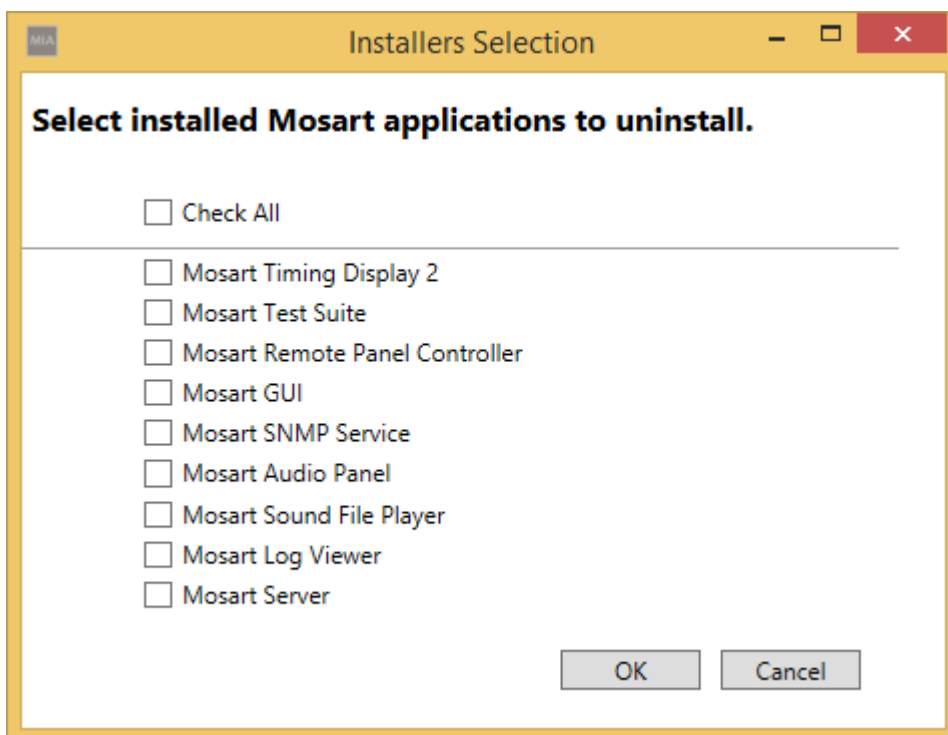 MIA
Installers Selection
Select installed Mosart applications to uninstall.
Check All
Mosart Timing Display 2
Mosart Test Suite
Mosart Remote Panel Controller
Mosart GUI
Mosart SNMP Service
Mosart Audio Panel
Mosart Sound File Player
Mosart Log Viewer
Mosart Server
OK
Cancel